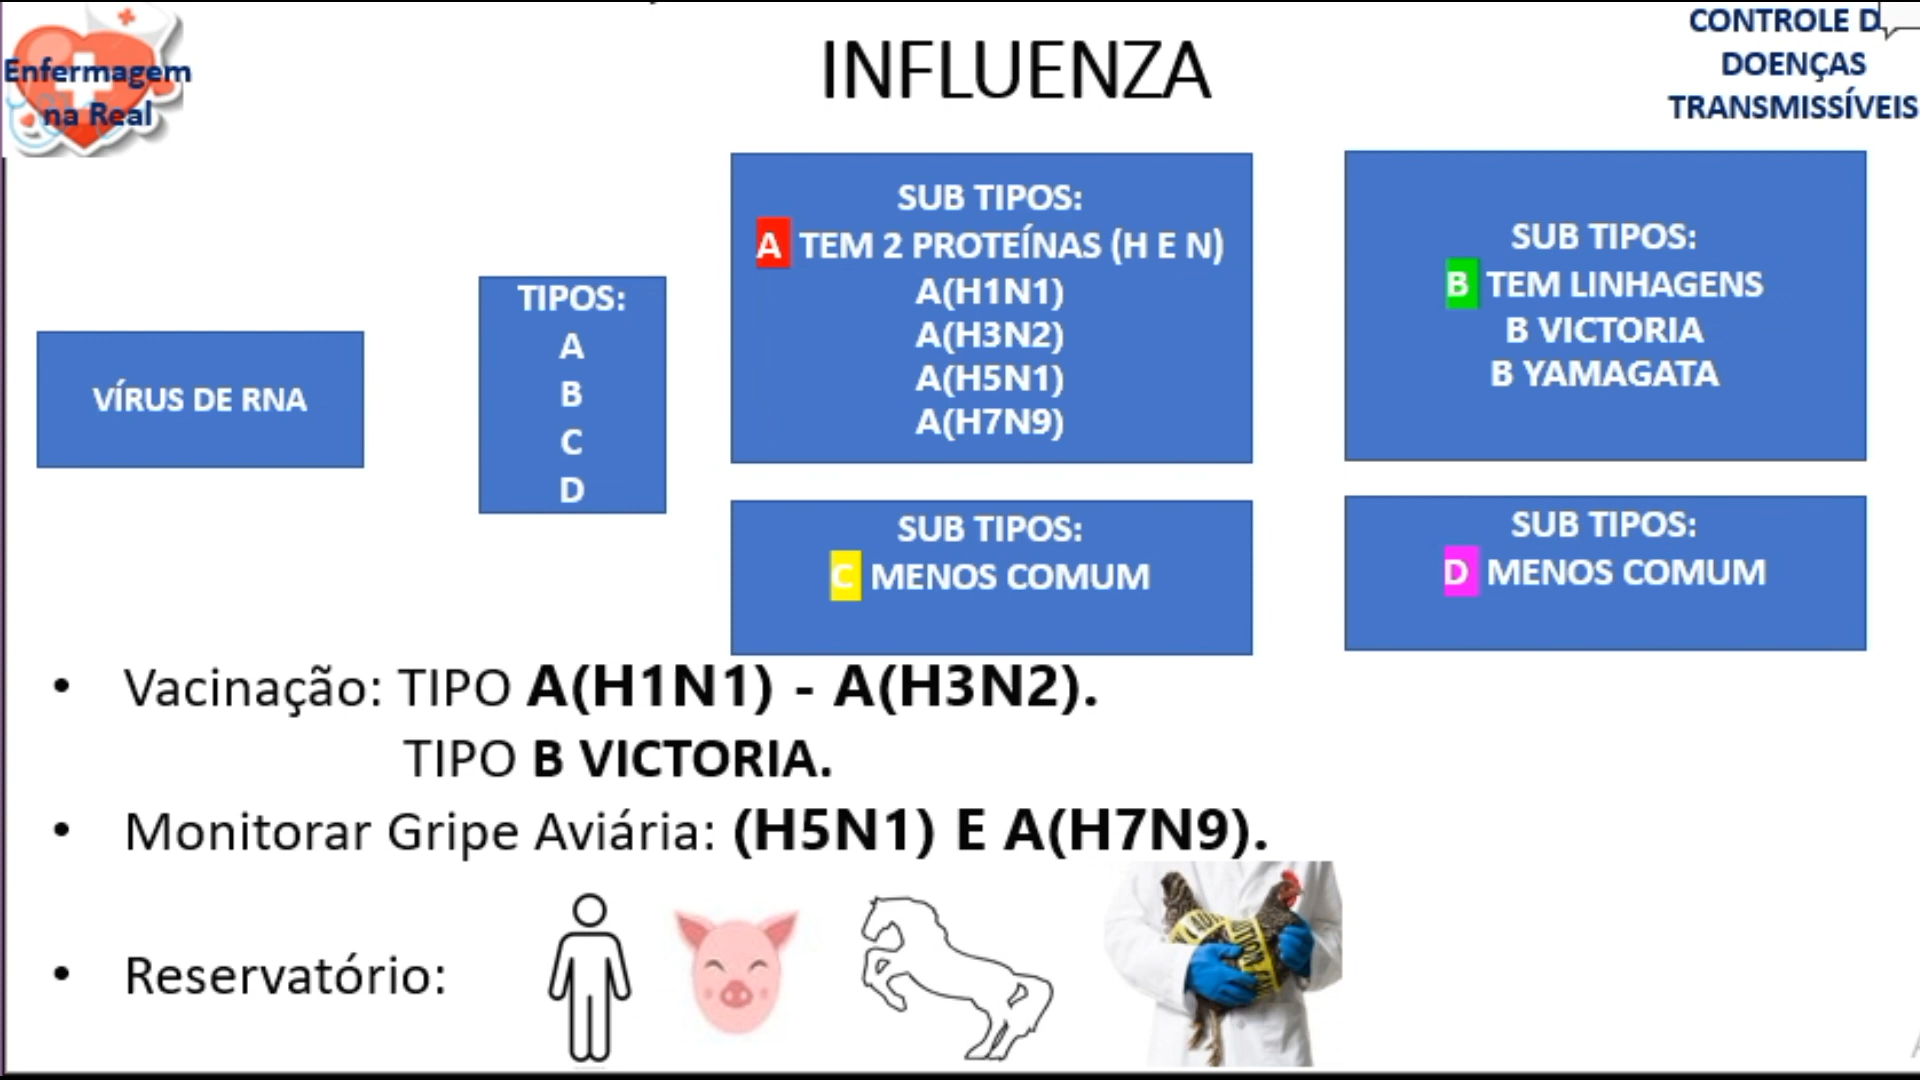 Enfermagem
na Real
INFLUENZA
CONTROLE D
DOENÇAS
TRANSMISSÍVEIS
VÍRUS DE RNA
TIPOS:
A
B
C
D
SUB TIPOS:
A TEM 2 PROTEÍNAS (H E N)
A(H1N1)
A(H3N2)
A(H5N1)
A(H7N9)
SUB TIPOS:
B TEM LINHAGENS
B VICTORIA
B YAMAGATA
SUB TIPOS:
C MENOS COMUM
SUB TIPOS:
D MENOS COMUM
• Vacinação: TIPO A(H1N1) - A(H3N2).
TIPO B VICTORIA.
• Monitorar Gripe Aviária: (H5N1) E A(H7N9).
• Reservatório: